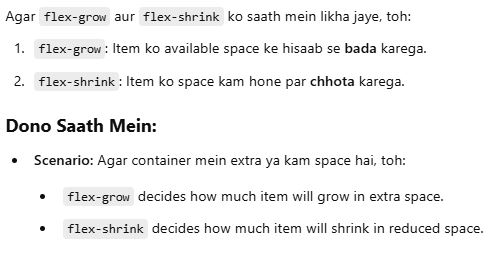 Agar flex-grow aur flex-shrink ko saath mein likha jaye, toh:
1. flex-grow: Item ko available space ke hisaab se bada karega.
2. flex-shrink: Item ko space kam hone par chhota karega.
Dono Saath Mein:
• Scenario: Agar container mein extra ya kam space hai, toh:
• flex-grow decides how much item will grow in extra space.
• flex-shrink decides how much item will shrink in reduced space.